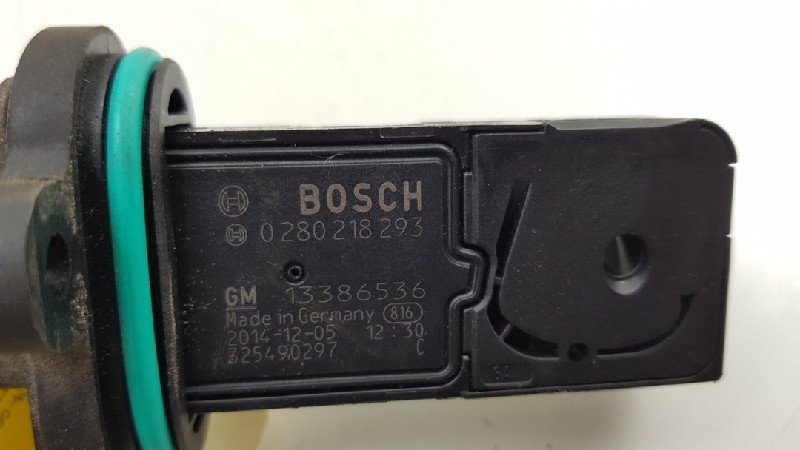 BOSCH
0 280 218 293
GM 13386536
Made in Germany 816
2014-12-05 12:30
325490297 C